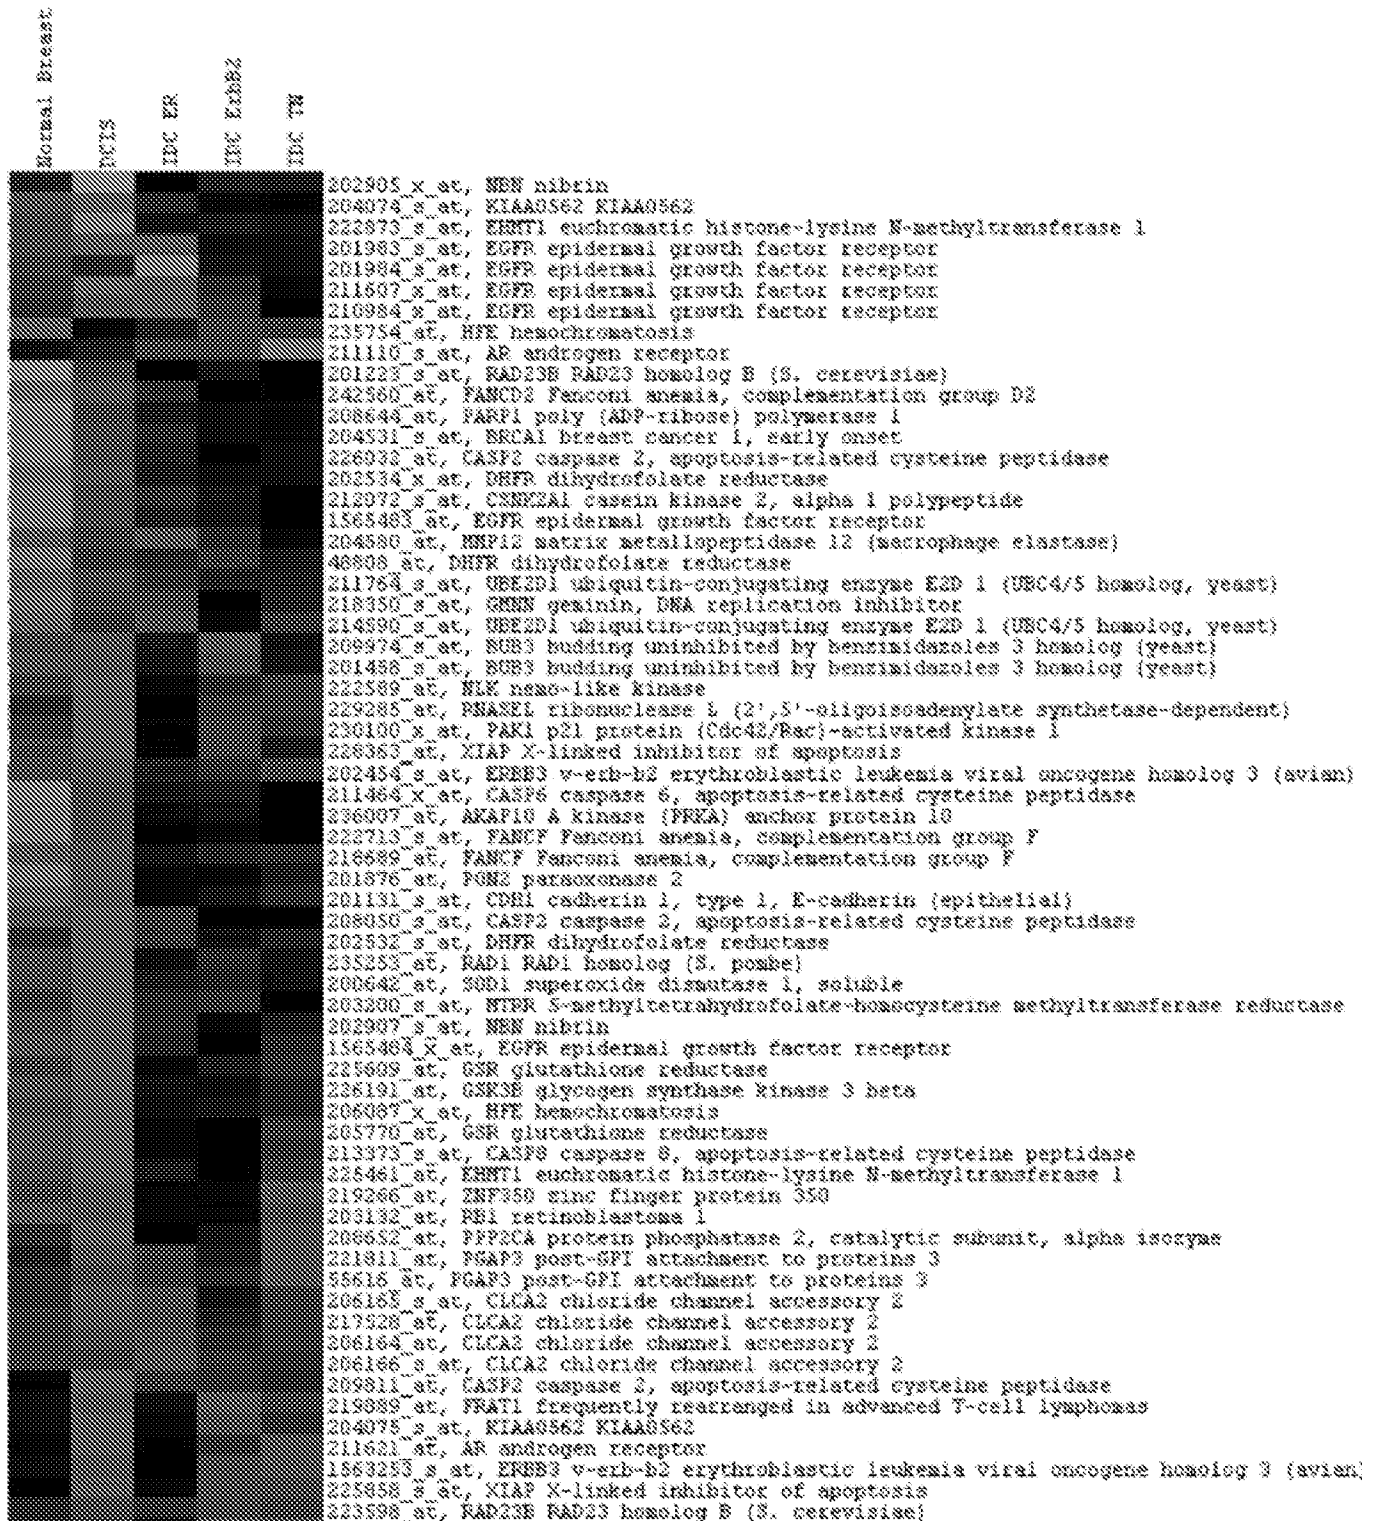 Normal Breast
DCIS
IDC ER
IDC ErbB2
IDC TN
202905_x_at, NBN nibrin
204074_s_at, KIAA0562 KIAA0562
222873_s_at, EHMT1 euchromatic histone-lysine N-methyltransferase 1
201983_s_at, EGFR epidermal growth factor receptor
201984_s_at, EGFR epidermal growth factor receptor
211607_x_at, EGFR epidermal growth factor receptor
210984_x_at, EGFR epidermal growth factor receptor
235754_at, HFE hemochromatosis
211110_s_at, AR androgen receptor
201223_s_at, RAD23B RAD23 homolog B (S. cerevisiae)
242560_at, FANCD2 Fanconi anemia, complementation group D2
208644_at, PARP1 poly (ADP-ribose) polymerase 1
204531_s_at, BRCA1 breast cancer 1, early onset
226032_at, CASP2 caspase 2, apoptosis-related cysteine peptidase
202534_x_at, DHFR dihydrofolate reductase
212072_s_at, CSNK2A1 casein kinase 2, alpha 1 polypeptide
1565483_at, EGFR epidermal growth factor receptor
204580_at, MMP12 matrix metallopeptidase 12 (macrophage elastase)
48808_at, DHFR dihydrofolate reductase
211764_s_at, UBE2D1 ubiquitin-conjugating enzyme E2D 1 (UBC4/5 homolog, yeast)
218350_s_at, GMNN geminin, DNA replication inhibitor
214590_s_at, UBE2D1 ubiquitin-conjugating enzyme E2D 1 (UBC4/5 homolog, yeast)
209974_s_at, BUB3 budding uninhibited by benzimidazoles 3 homolog (yeast)
201458_s_at, BUB3 budding uninhibited by benzimidazoles 3 homolog (yeast)
222589_at, NLK nemo-like kinase
229285_at, RNASEL ribonuclease L (2',5'-oligoisoadenylate synthetase-dependent)
230100_x_at, PAK1 p21 protein (Cdc42/Rac)-activated kinase 1
228363_at, XIAP X-linked inhibitor of apoptosis
202454_s_at, ERBB3 v-erb-b2 erythroblastic leukemia viral oncogene homolog 3 (avian)
211464_x_at, CASP6 caspase 6, apoptosis-related cysteine peptidase
236007_at, AKAP10 A kinase (PRKA) anchor protein 10
222713_s_at, FANCF Fanconi anemia, complementation group F
218689_at, FANCF Fanconi anemia, complementation group F
201876_at, PON2 paraoxonase 2
201131_s_at, CDH1 cadherin 1, type 1, E-cadherin (epithelial)
208050_s_at, CASP2 caspase 2, apoptosis-related cysteine peptidase
202532_s_at, DHFR dihydrofolate reductase
235253_at, RAD1 RAD1 homolog (S. pombe)
200642_at, SOD1 superoxide dismutase 1, soluble
203200_s_at, MTRR 5-methyltetrahydrofolate-homocysteine methyltransferase reductase
202907_s_at, NBN nibrin
1565484_x_at, EGFR epidermal growth factor receptor
225609_at, GSR glutathione reductase
226191_at, GSK3B glycogen synthase kinase 3 beta
206087_x_at, HFE hemochromatosis
205770_at, GSR glutathione reductase
213373_s_at, CASP8 caspase 8, apoptosis-related cysteine peptidase
225461_at, EHMT1 euchromatic histone-lysine N-methyltransferase 1
219266_at, ZNF350 zinc finger protein 350
203132_at, RB1 retinoblastoma 1
208652_at, PPP2CA protein phosphatase 2, catalytic subunit, alpha isozyme
221811_at, PGAP3 post-GPI attachment to proteins 3
55616_at, PGAP3 post-GPI attachment to proteins 3
206165_s_at, CLCA2 chloride channel accessory 2
217528_at, CLCA2 chloride channel accessory 2
206164_at, CLCA2 chloride channel accessory 2
206166_s_at, CLCA2 chloride channel accessory 2
209811_at, CASP2 caspase 2, apoptosis-related cysteine peptidase
219889_at, FRAT1 frequently rearranged in advanced T-cell lymphomas
204075_s_at, KIAA0562 KIAA0562
211621_at, AR androgen receptor
1563253_s_at, ERBB3 v-erb-b2 erythroblastic leukemia viral oncogene homolog 3 (avian)
225858_s_at, XIAP X-linked inhibitor of apoptosis
223598_at, RAD23B RAD23 homolog B (S. cerevisiae)